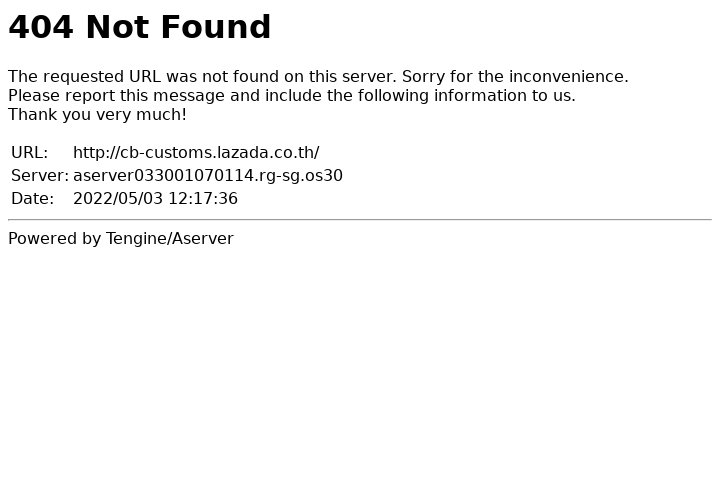 404 Not Found
The requested URL was not found on this server. Sorry for the inconvenience.
Please report this message and include the following information to us.
Thank you very much!
URL: http://cb-customs.lazada.co.th/
Server: aserver033001070114.rg-sg.os30
Date: 2022/05/03 12:17:36
Powered by Tengine/Aserver